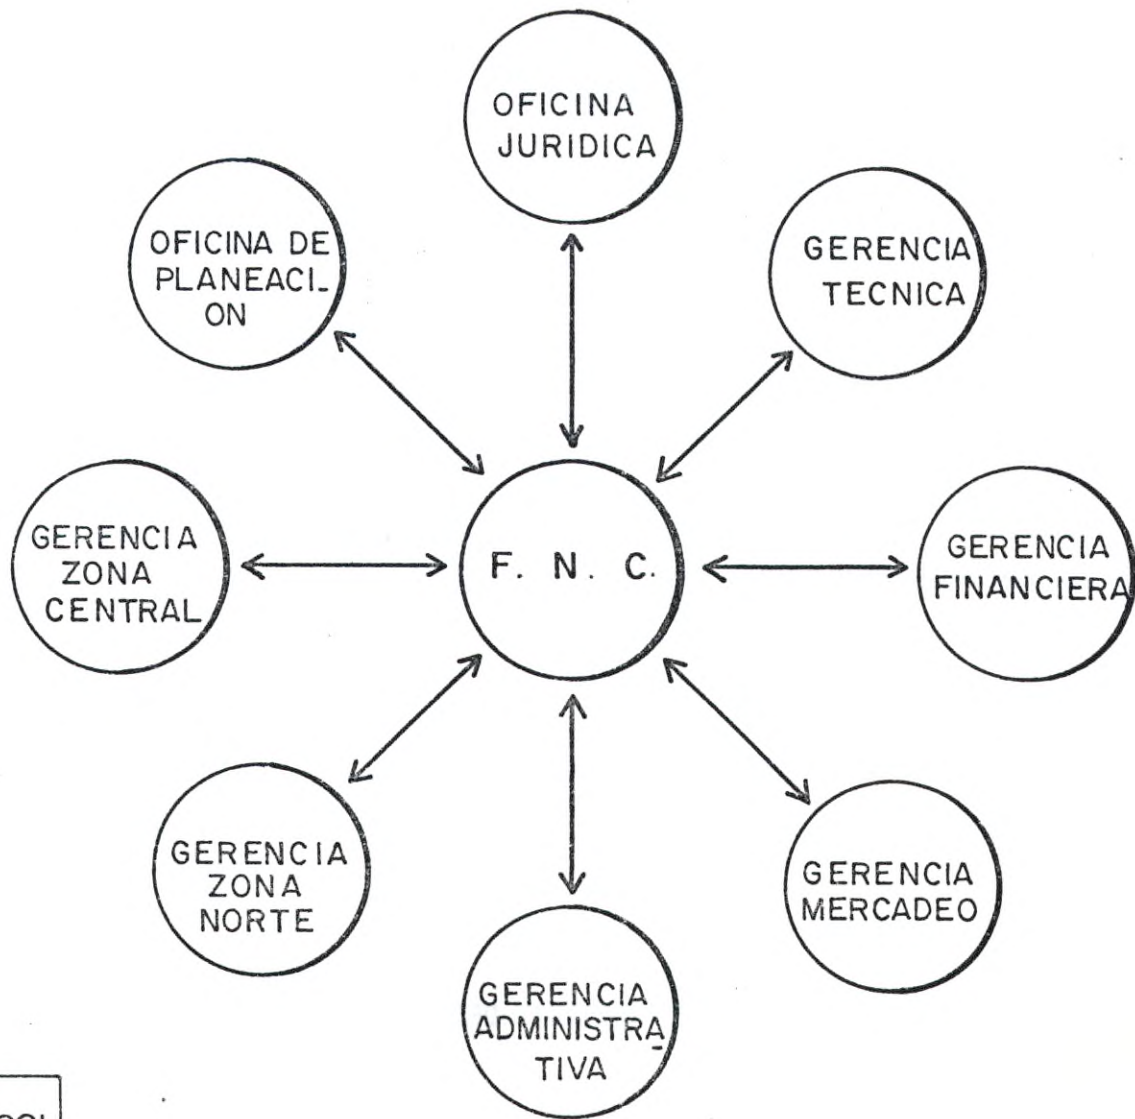 OFICINA
JURIDICA
GERENCIA
TECNICA
OFICINA DE
PLANEACI_
ON
GERENCIA
ZONA
CENTRAL
F. N. C.
GERENCIA
FINANCIERA
GERENCIA
ZONA
NORTE
GERENCIA
MERCADEO
GERENCIA
ADMINISTRA_
TIVA